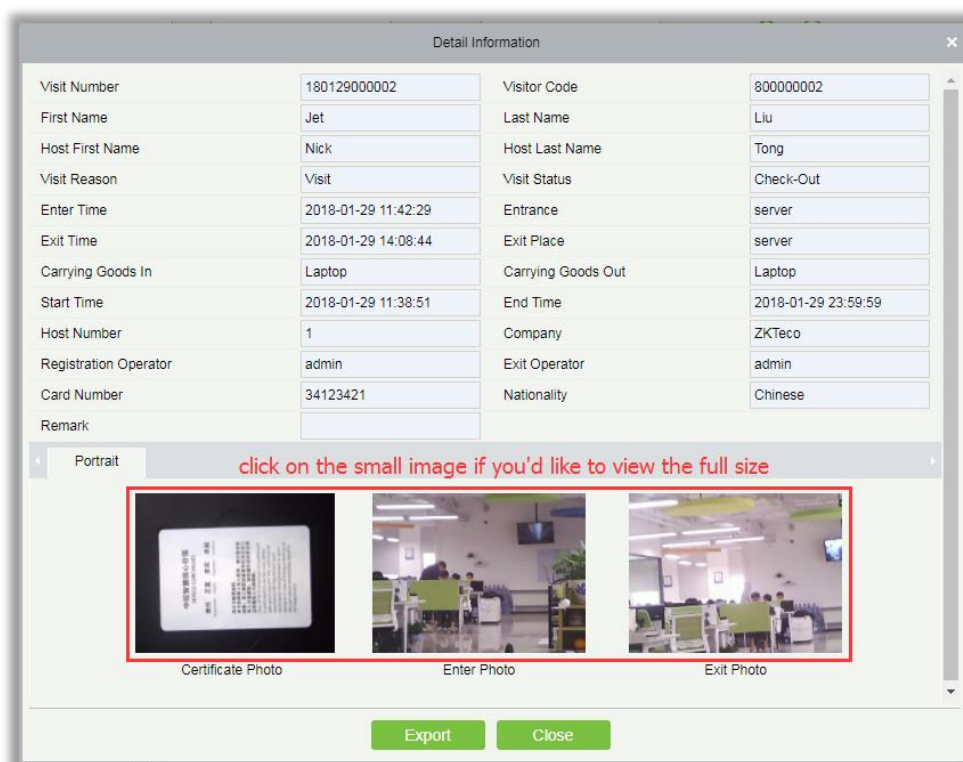 Detail Information ×
Visit Number 180129000002 Visitor Code 800000002
First Name Jet Last Name Liu
Host First Name Nick Host Last Name Tong
Visit Reason Visit Visit Status Check-Out
Enter Time 2018-01-29 11:42:29 Entrance server
Exit Time 2018-01-29 14:08:44 Exit Place server
Carrying Goods In Laptop Carrying Goods Out Laptop
Start Time 2018-01-29 11:38:51 End Time 2018-01-29 23:59:59
Host Number 1 Company ZKTeco
Registration Operator admin Exit Operator admin
Card Number 34123421 Nationality Chinese
Remark
Portrait
click on the small image if you'd like to view the full size
Certificate Photo Enter Photo Exit Photo
Export Close